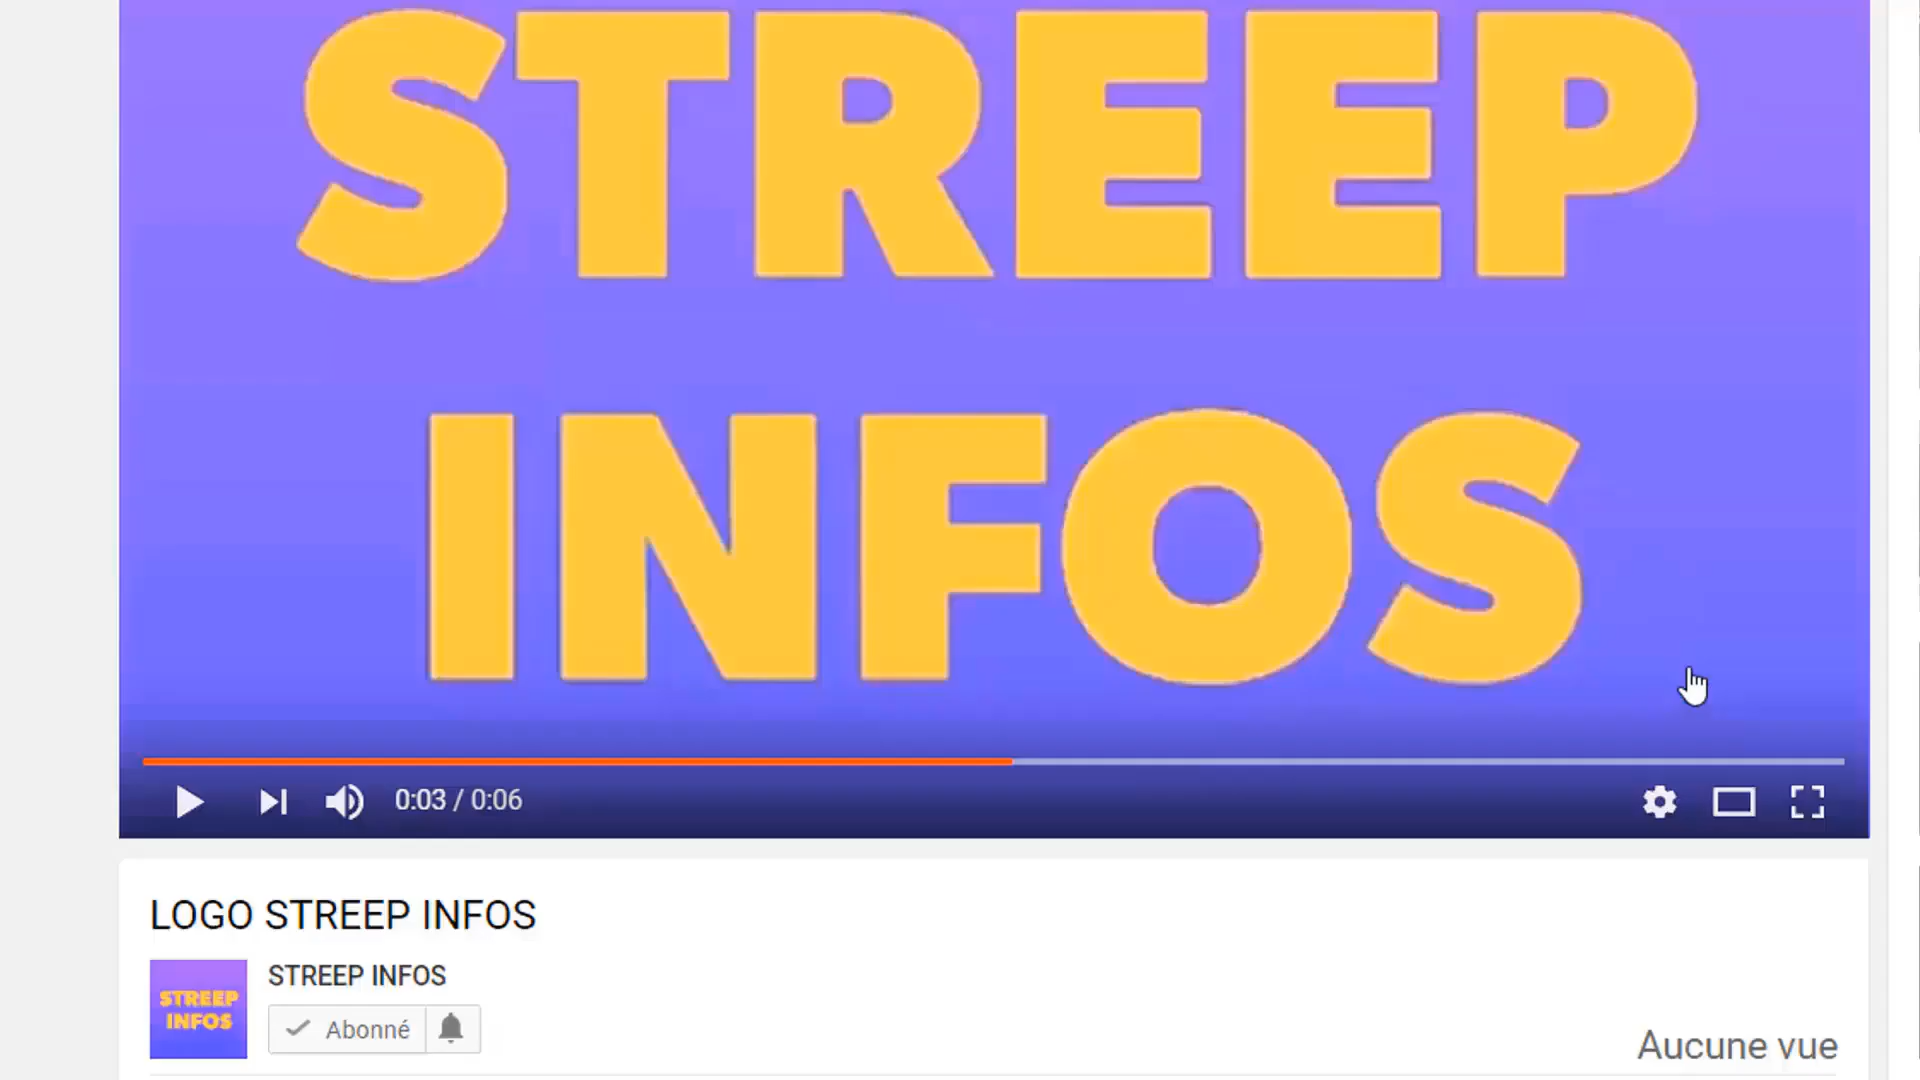 STREEP
INFOS
0:03 / 0:06
LOGO STREEP INFOS
STREEP INFOS
STREEP
INFOS
Abonné
Aucune vue